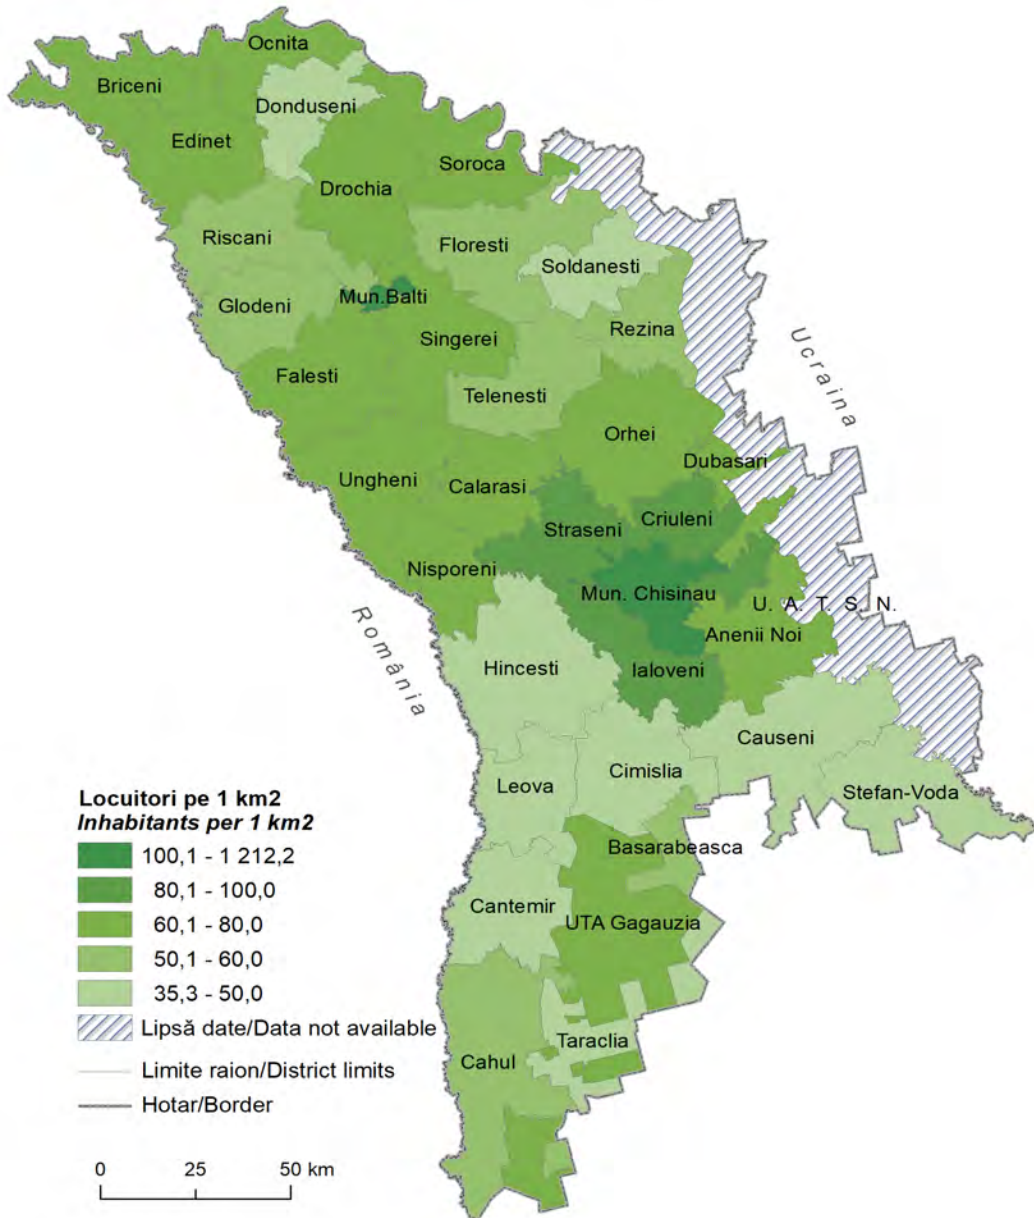 Ocnita
Briceni
Donduseni
Edinet
Soroca
Drochia
Riscani
Floresti
Soldanesti
Mun.Balti
Glodeni
Rezina
Singerei
Ucraina
Falesti
Telenesti
Orhei
Dubasari
Ungheni
Calarasi
Straseni
Criuleni
Nisporeni
Mun. Chisinau
U. A. T. S. N.
Anenii Noi
România
Hincesti
Ialoveni
Causeni
Cimislia
Leova
Stefan-Voda
Basarabeasca
Cantemir
UTA Gagauzia
Taraclia
Cahul
Locuitori pe 1 km2
Inhabitants per 1 km2
100,1 - 1 212,2
80,1 - 100,0
60,1 - 80,0
50,1 - 60,0
35,3 - 50,0
Lipsă date/Data not available
Limite raion/District limits
Hotar/Border
0 25 50 km